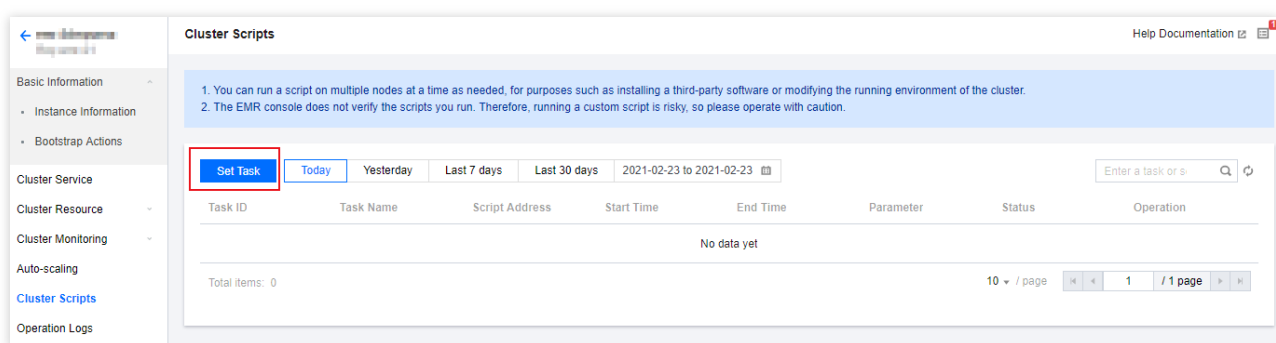 Cluster Scripts
Help Documentation
1
Basic Information
Instance Information
Bootstrap Actions
Cluster Service
Cluster Resource
Cluster Monitoring
Auto-scaling
Cluster Scripts
Operation Logs
1. You can run a script on multiple nodes at a time as needed, for purposes such as installing a third-party software or modifying the running environment of the cluster.
2. The EMR console does not verify the scripts you run. Therefore, running a custom script is risky, so please operate with caution.
Set Task Today Yesterday Last 7 days Last 30 days 2021-02-23 to 2021-02-23 Enter a task or s
Task ID Task Name Script Address Start Time End Time Parameter Status Operation
No data yet
Total items: 0 10 / page 1 / 1 page